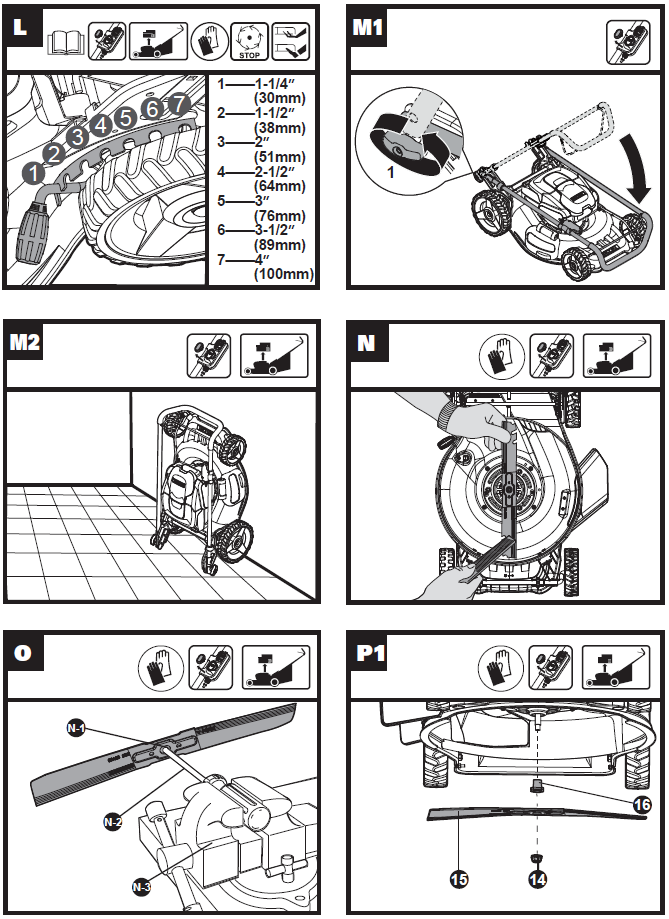 L
STOP
1 2 3 4 5 6 7
1 1-1/4″
(30mm)
2 1-1/2″
(38mm)
3 2″
(51mm)
4 2-1/2″
(64mm)
5 3″
(76mm)
6 3-1/2″
(89mm)
7 4″
(100mm)
M1
1
M2
N
O
N-1
N-2
N-3
P1
16
15
14